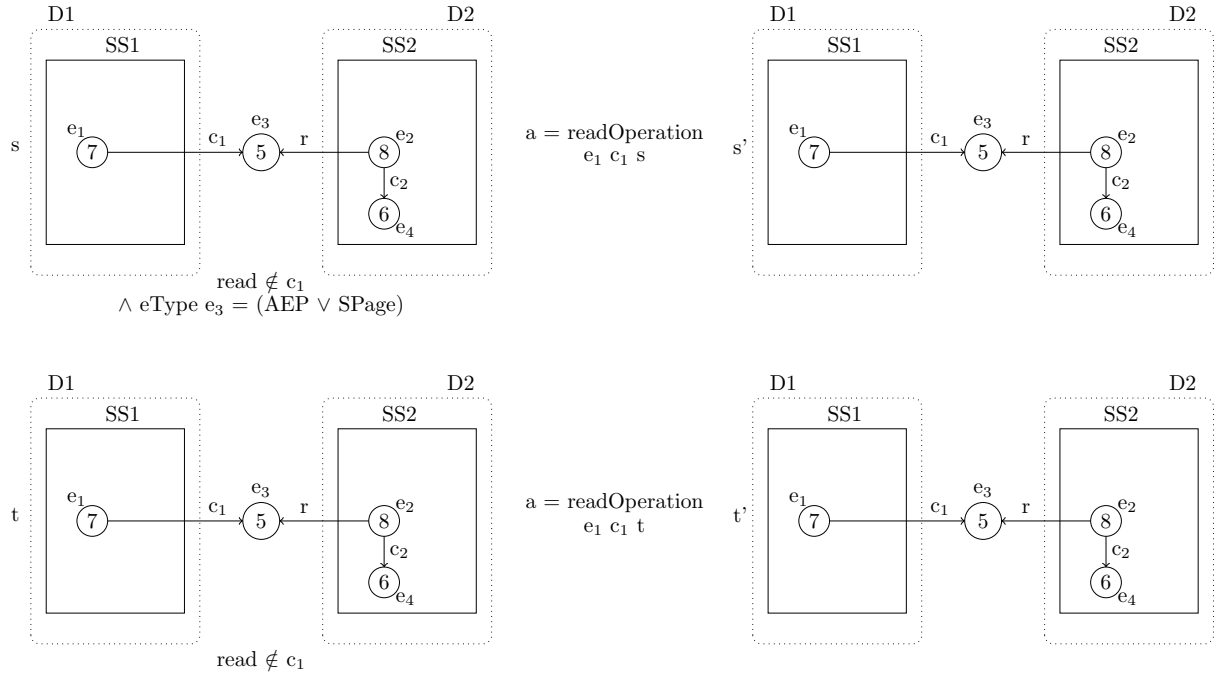 D1 D2 D1 D2
SS1 SS2 SS1 SS2
s e₁ 7 c₁ e₃ 5 r 8 e₂ c₂ 6 e₄
a = readOperation
e₁ c₁ s
s' e₁ 7 c₁ e₃ 5 r 8 e₂ c₂ 6 e₄
read ∉ c₁
∧ eType e₃ = (AEP ∨ SPage)
D1 D2 D1 D2
SS1 SS2 SS1 SS2
t e₁ 7 c₁ e₃ 5 r 8 e₂ c₂ 6 e₄
a = readOperation
e₁ c₁ t
t' e₁ 7 c₁ e₃ 5 r 8 e₂ c₂ 6 e₄
read ∉ c₁